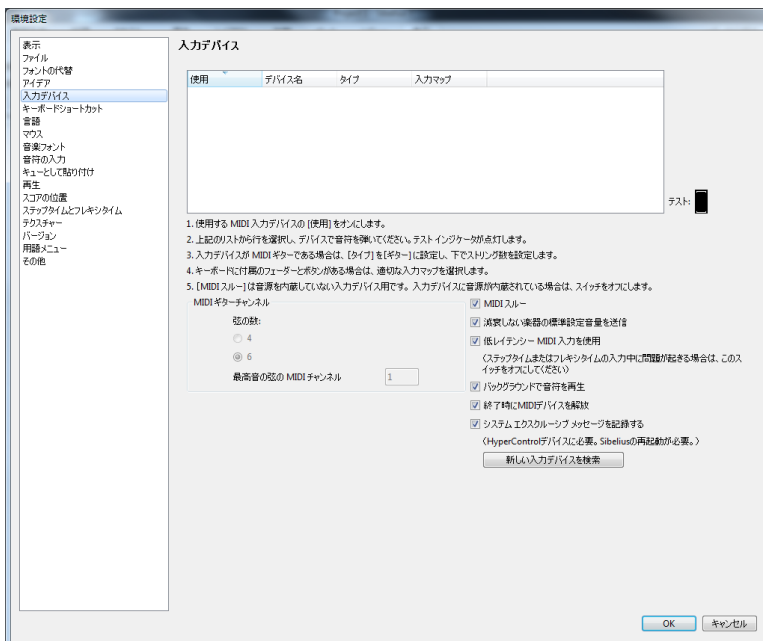 環境設定
表示
ファイル
フォントの代替
アイデア
入力デバイス
キーボードショートカット
言語
マウス
音楽フォント
音符の入力
キューとして貼り付け
再生
スコアの位置
ステップタイムとフレキシタイム
テクスチャー
バージョン
用語メニュー
その他
入力デバイス
使用 デバイス名 タイプ 入力マップ
テスト:
1. 使用する MIDI 入力デバイスの [使用] をオンにします。
2. 上記のリストから行を選択し、デバイスで音符を弾いてください。テスト インジケータが点灯します。
3. 入力デバイスが MIDI ギターである場合は、[タイプ] を [ギター] に設定し、下でストリング数を設定します。
4. キーボードに付属のフェーダーとボタンがある場合は、適切な入力マップを選択します。
5. [MIDI スルー] は音源を内蔵していない入力デバイス用です。入力デバイスに音源が内蔵されている場合は、スイッチをオフにします。
MIDI ギターチャンネル
弦の数:
4
6
最高音の弦の MIDI チャンネル 1
MIDI スルー
減衰しない楽器の標準設定音量を送信
低レイテンシー MIDI 入力を使用
(ステップタイムまたはフレキシタイムの入力中に問題が起きる場合は、このス
イッチをオフにしてください)
バックグラウンドで音符を再生
終了時にMIDIデバイスを解放
システム エクスクルーシブ メッセージを記録する
(HyperControlデバイスに必要。Sibeliusの再起動が必要。)
新しい入力デバイスを検索
OK キャンセル